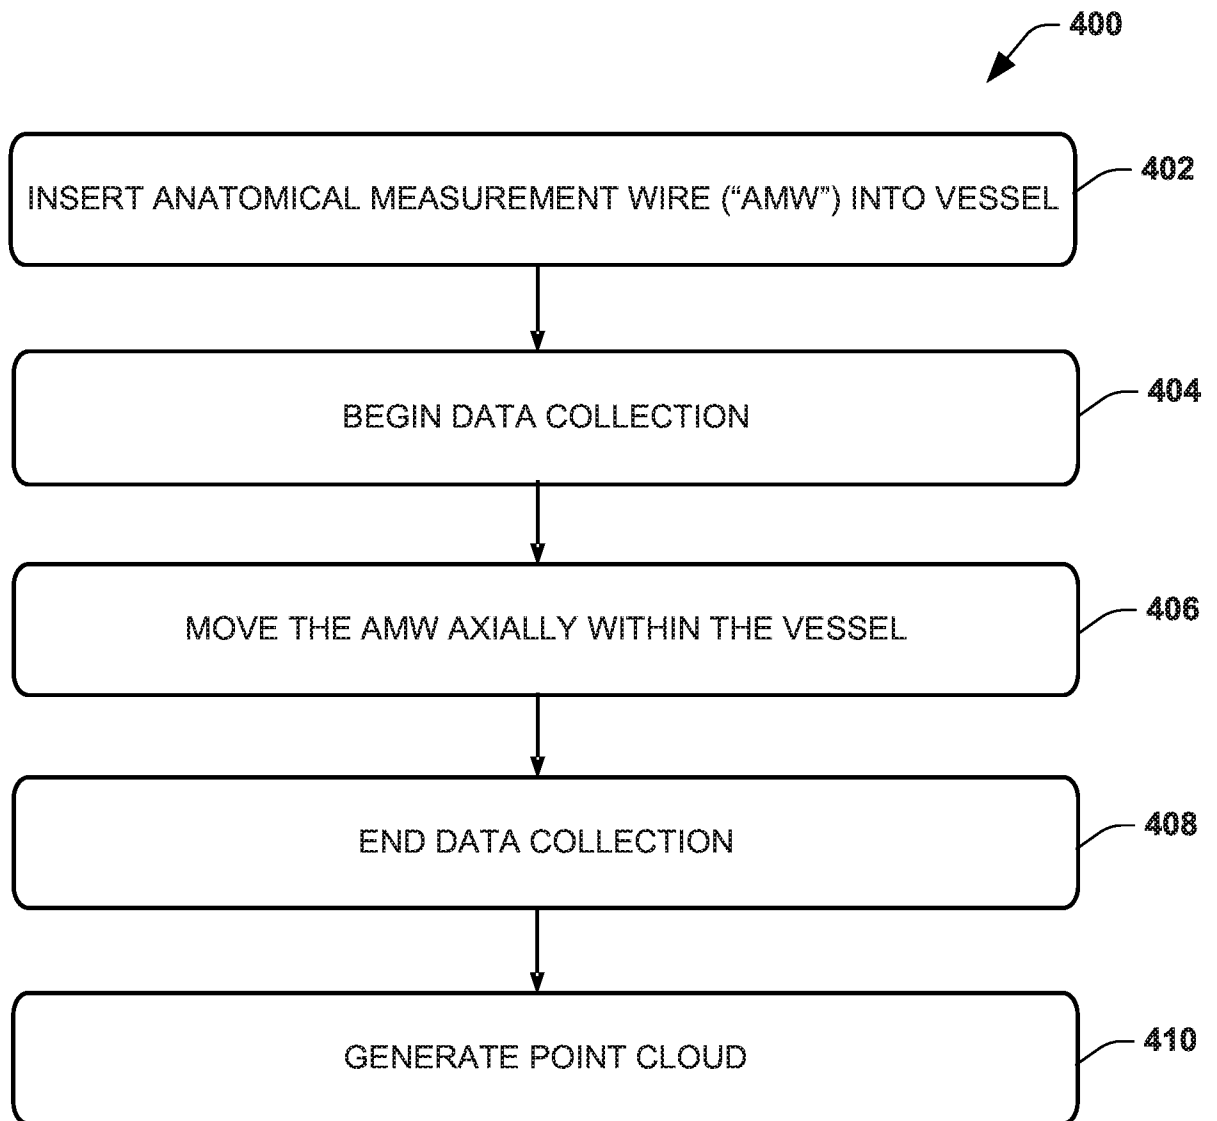 400
INSERT ANATOMICAL MEASUREMENT WIRE (“AMW”) INTO VESSEL
402
BEGIN DATA COLLECTION
404
MOVE THE AMW AXIALLY WITHIN THE VESSEL
406
END DATA COLLECTION
408
GENERATE POINT CLOUD
410